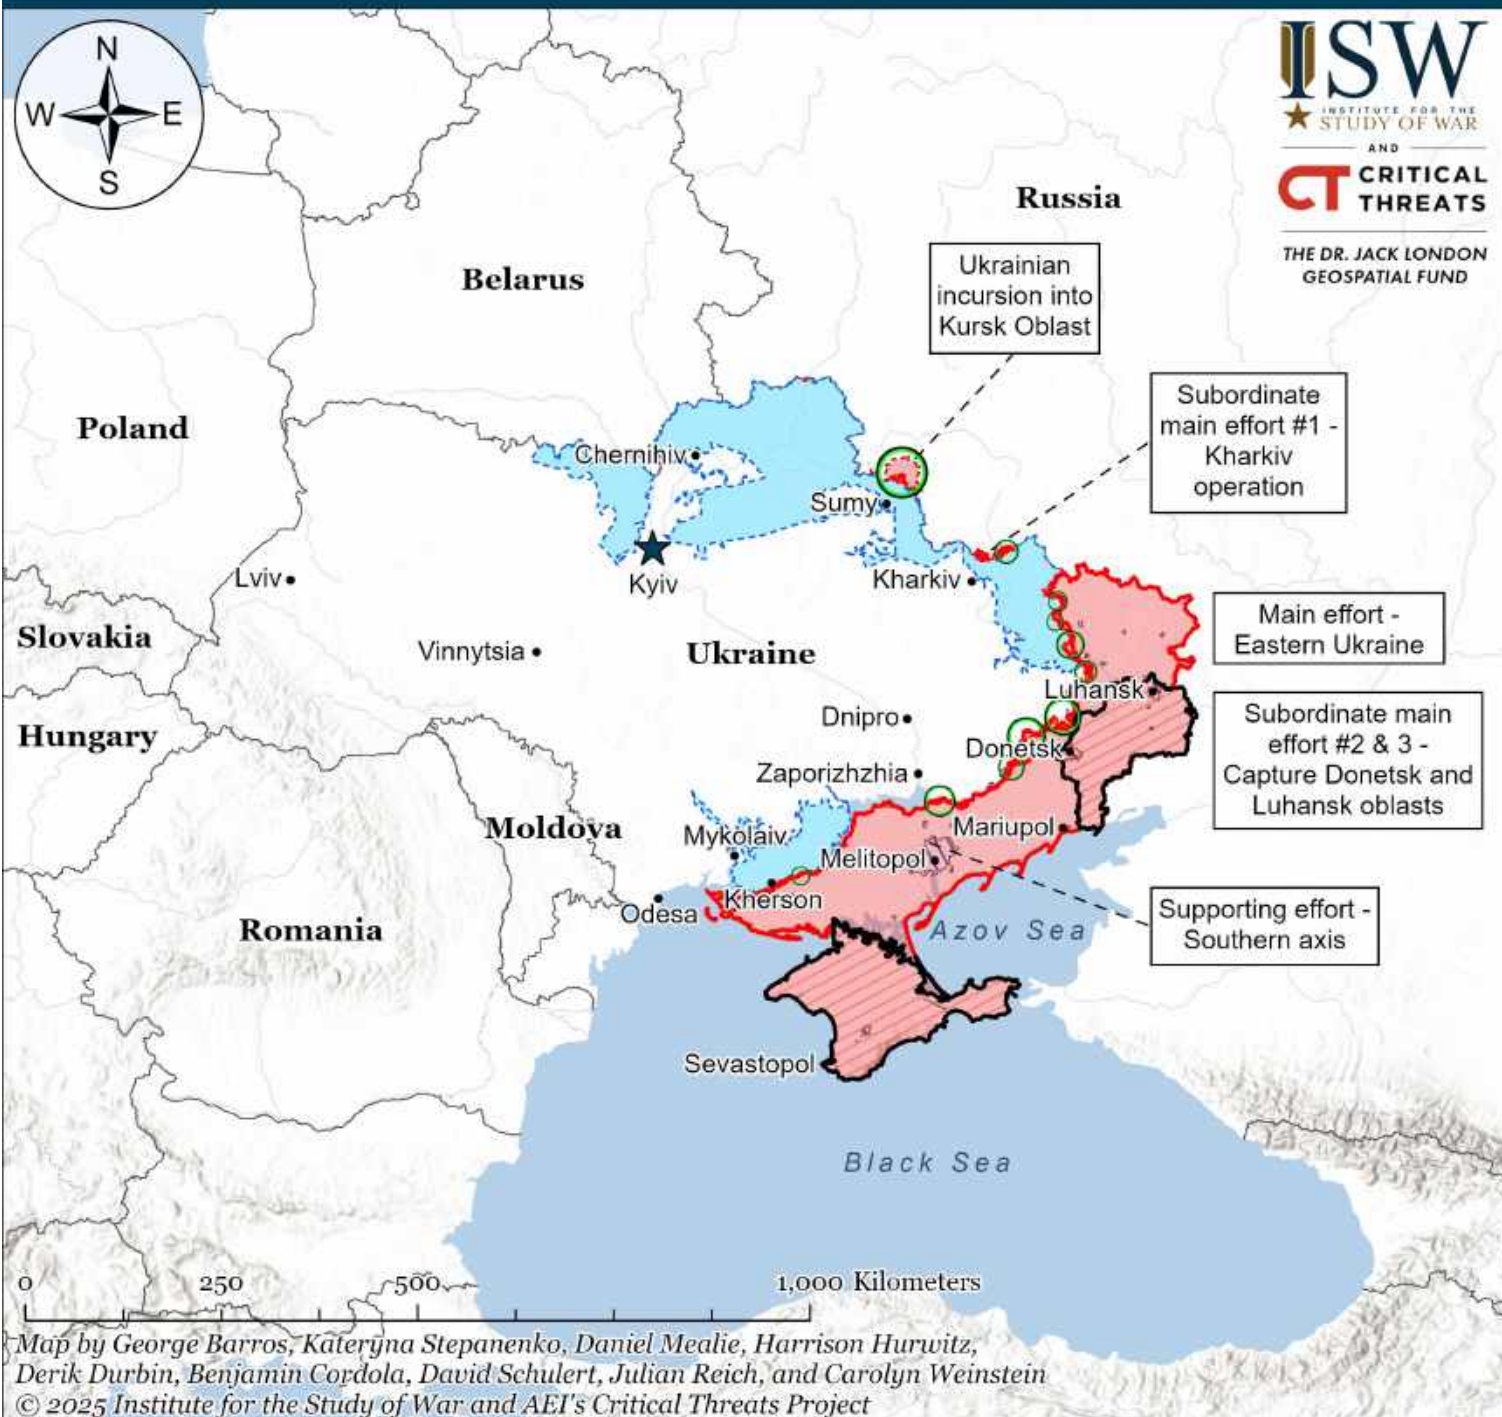 N
W
E
S
ISW
INSTITUTE FOR THE
STUDY OF WAR
AND
CT CRITICAL
THREATS
THE DR. JACK LONDON
GEOSPATIAL FUND
Russia
Belarus
Ukrainian
incursion into
Kursk Oblast
Subordinate
main effort #1 -
Kharkiv
operation
Poland
Chernihiv
Sumy
Lviv
Kyiv
Kharkiv
Main effort -
Eastern Ukraine
Slovakia
Vinnytsia
Ukraine
Luhansk
Subordinate main
effort #2 & 3 -
Capture Donetsk and
Luhansk oblasts
Hungary
Dnipro
Donetsk
Zaporizhzhia
Moldova
Mykolaiv
Mariupol
Melitopol
Kherson
Odesa
Romania
Azov Sea
Supporting effort -
Southern axis
Sevastopol
Black Sea
0 250 500 1,000 Kilometers
Map by George Barros, Kateryna Stepanenko, Daniel Mealie, Harrison Hurwitz,
Derik Durbin, Benjamin Cordola, David Schulert, Julian Reich, and Carolyn Weinstein
© 2025 Institute for the Study of War and AEI's Critical Threats Project